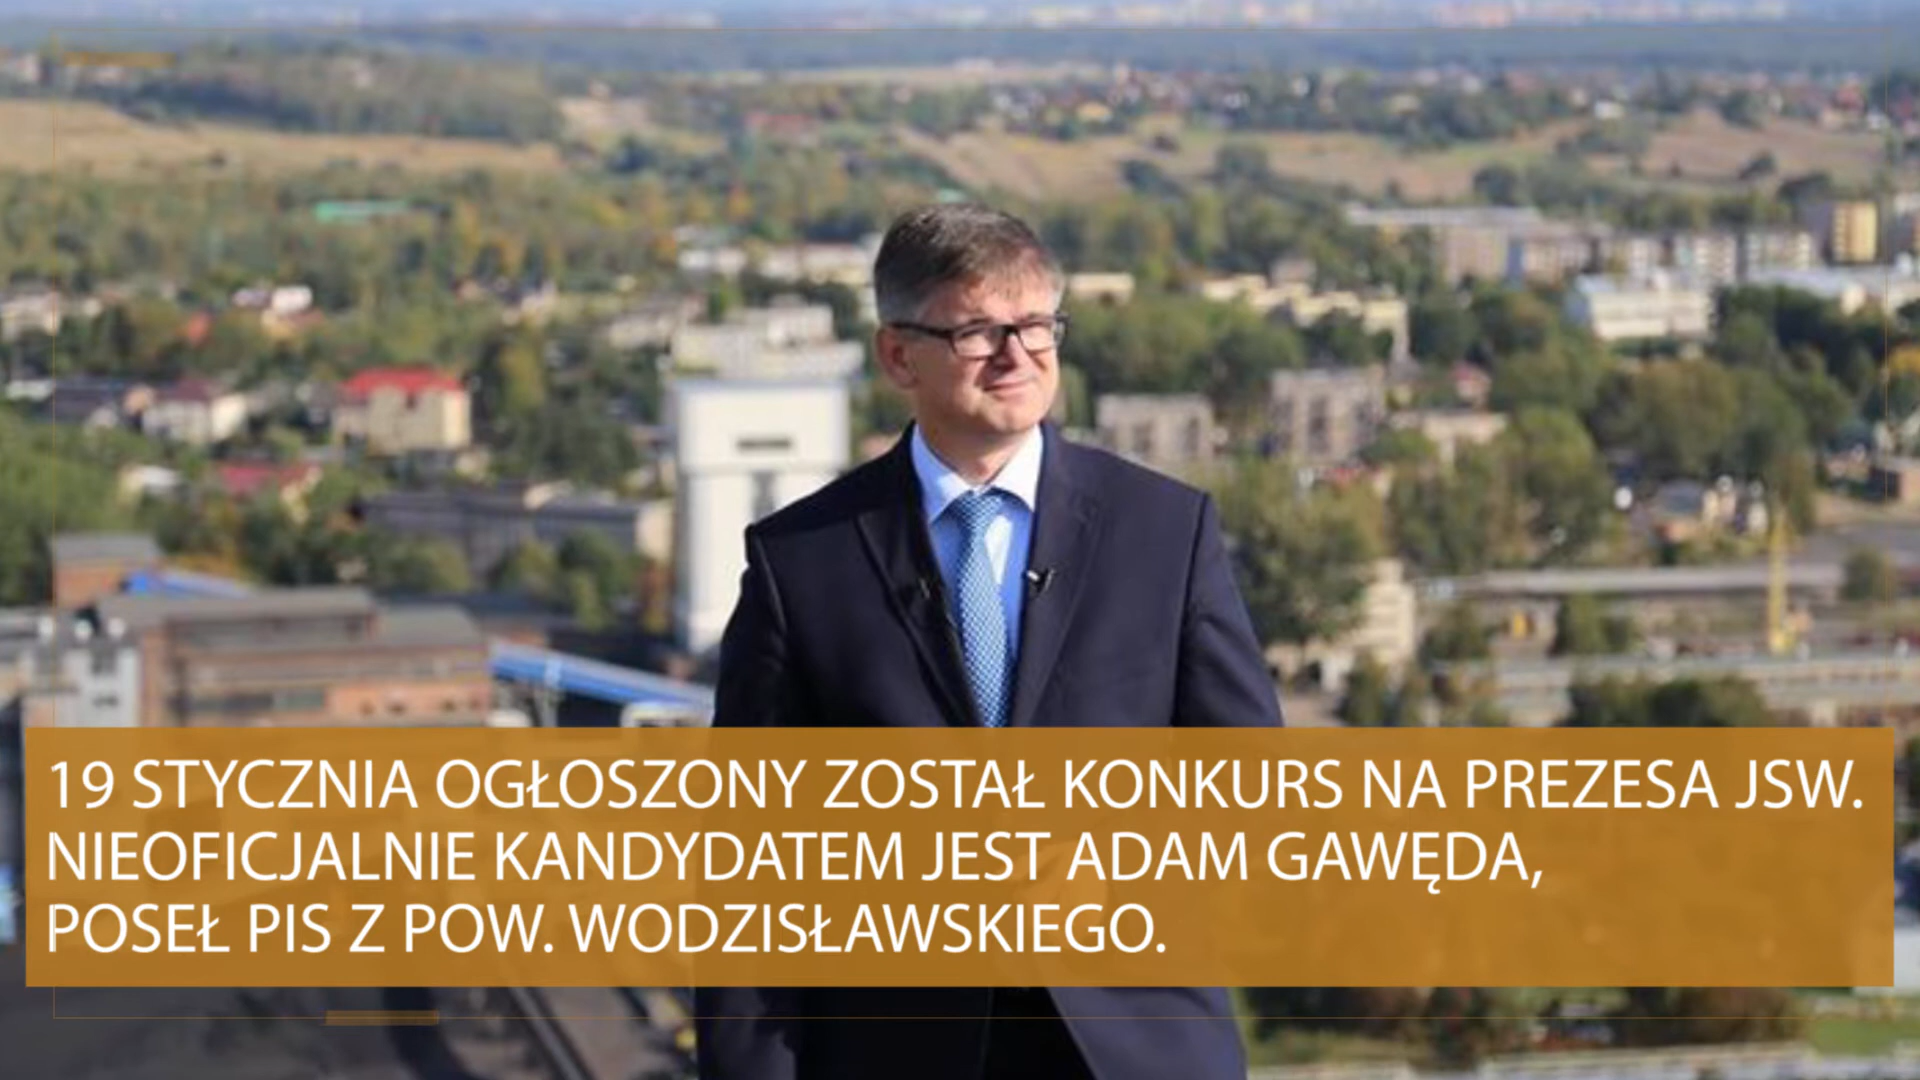 19 STYCZNIA OGŁOSZONY ZOSTAŁ KONKURS NA PREZESA JSW.
NIEOFICJALNIE KANDYDATEM JEST ADAM GAWĘDA,
POSEŁ PIS Z POW. WODZISŁAWSKIEGO.